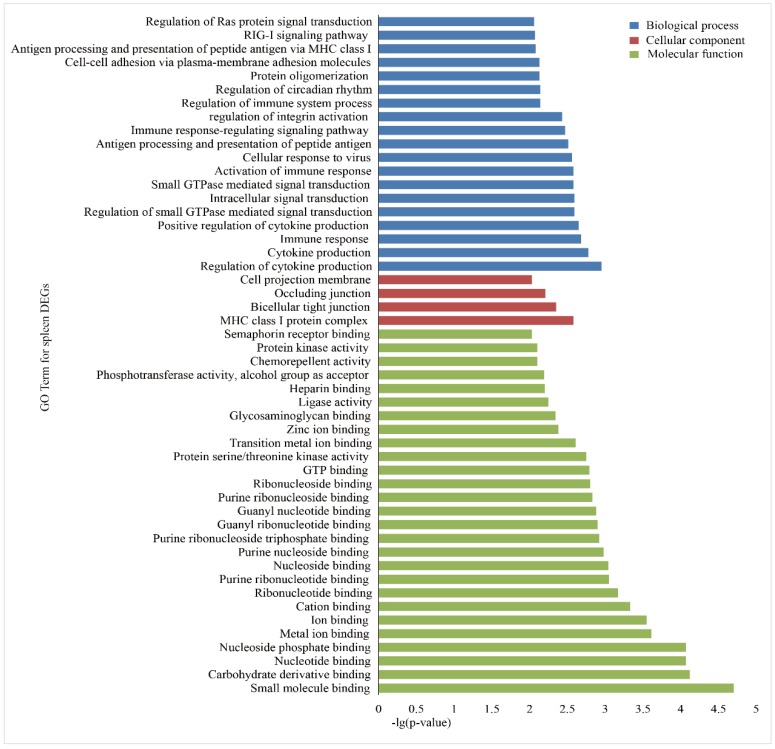 Regulation of Ras protein signal transduction
RIG-I signaling pathway
Antigen processing and presentation of peptide antigen via MHC class I
Cell-cell adhesion via plasma-membrane adhesion molecules
Protein oligomerization
Regulation of circadian rhythm
Regulation of immune system process
regulation of integrin activation
Immune response-regulating signaling pathway
Antigen processing and presentation of peptide antigen
Cellular response to virus
Activation of immune response
Small GTPase mediated signal transduction
Intracellular signal transduction
Regulation of small GTPase mediated signal transduction
Positive regulation of cytokine production
Immune response
Cytokine production
Regulation of cytokine production
Cell projection membrane
Occluding junction
Bicellular tight junction
MHC class I protein complex
Semaphorin receptor binding
Protein kinase activity
Chemorepellent activity
Phosphotransferase activity, alcohol group as acceptor
Heparin binding
Ligase activity
Glycosaminoglycan binding
Zinc ion binding
Transition metal ion binding
Protein serine/threonine kinase activity
GTP binding
Ribonucleoside binding
Purine ribonucleoside binding
Guanyl nucleotide binding
Guanyl ribonucleotide binding
Purine ribonucleoside triphosphate binding
Purine nucleoside binding
Nucleoside binding
Purine ribonucleotide binding
Ribonucleotide binding
Cation binding
Ion binding
Metal ion binding
Nucleoside phosphate binding
Nucleotide binding
Carbohydrate derivative binding
Small molecule binding
GO Term for spleen DEGs
0 0.5 1 1.5 2 2.5 3 3.5 4 4.5 5
-lg(p-value)
Biological process
Cellular component
Molecular function